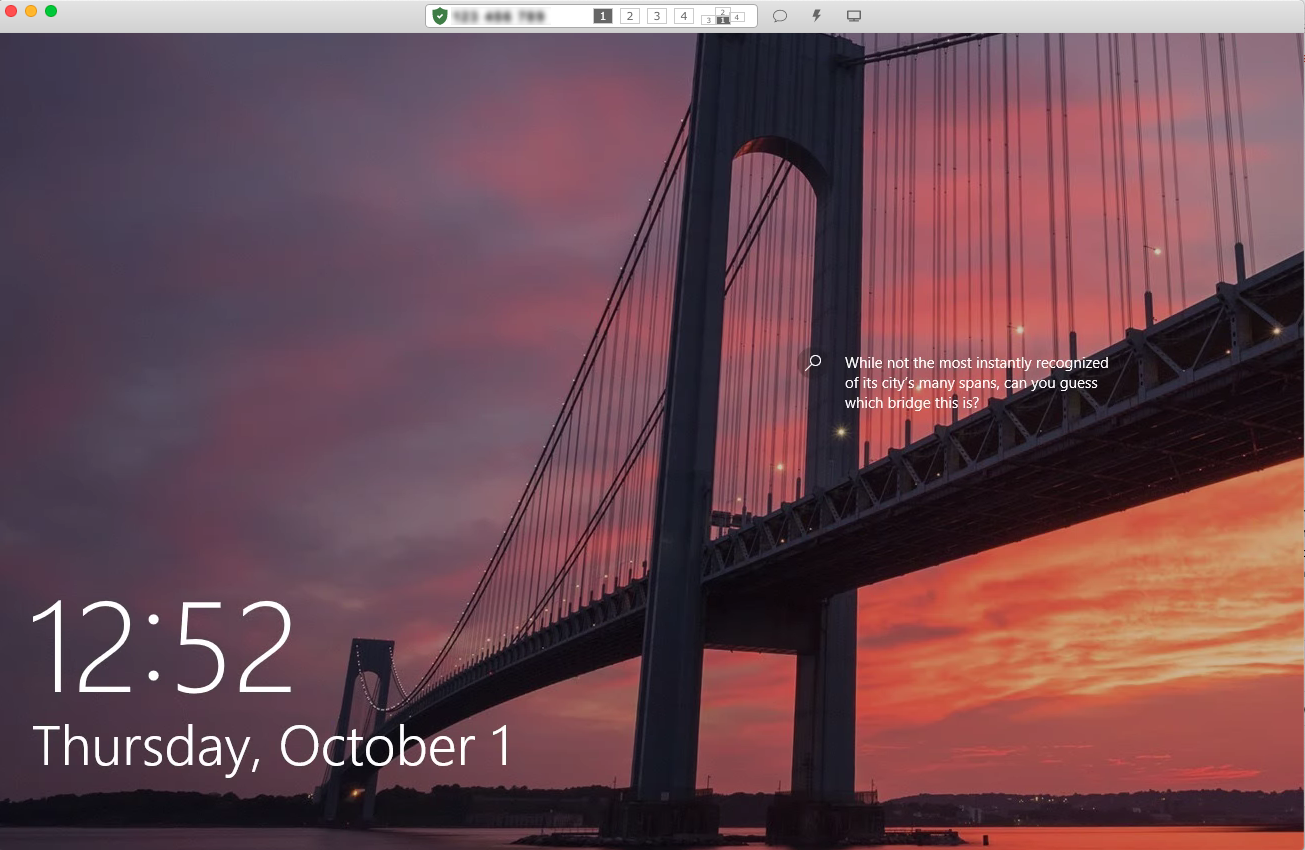 1 2 3 4 2 3 1 4
While not the most instantly recognized
of its city's many spans, can you guess
which bridge this is?
12:52
Thursday, October 1